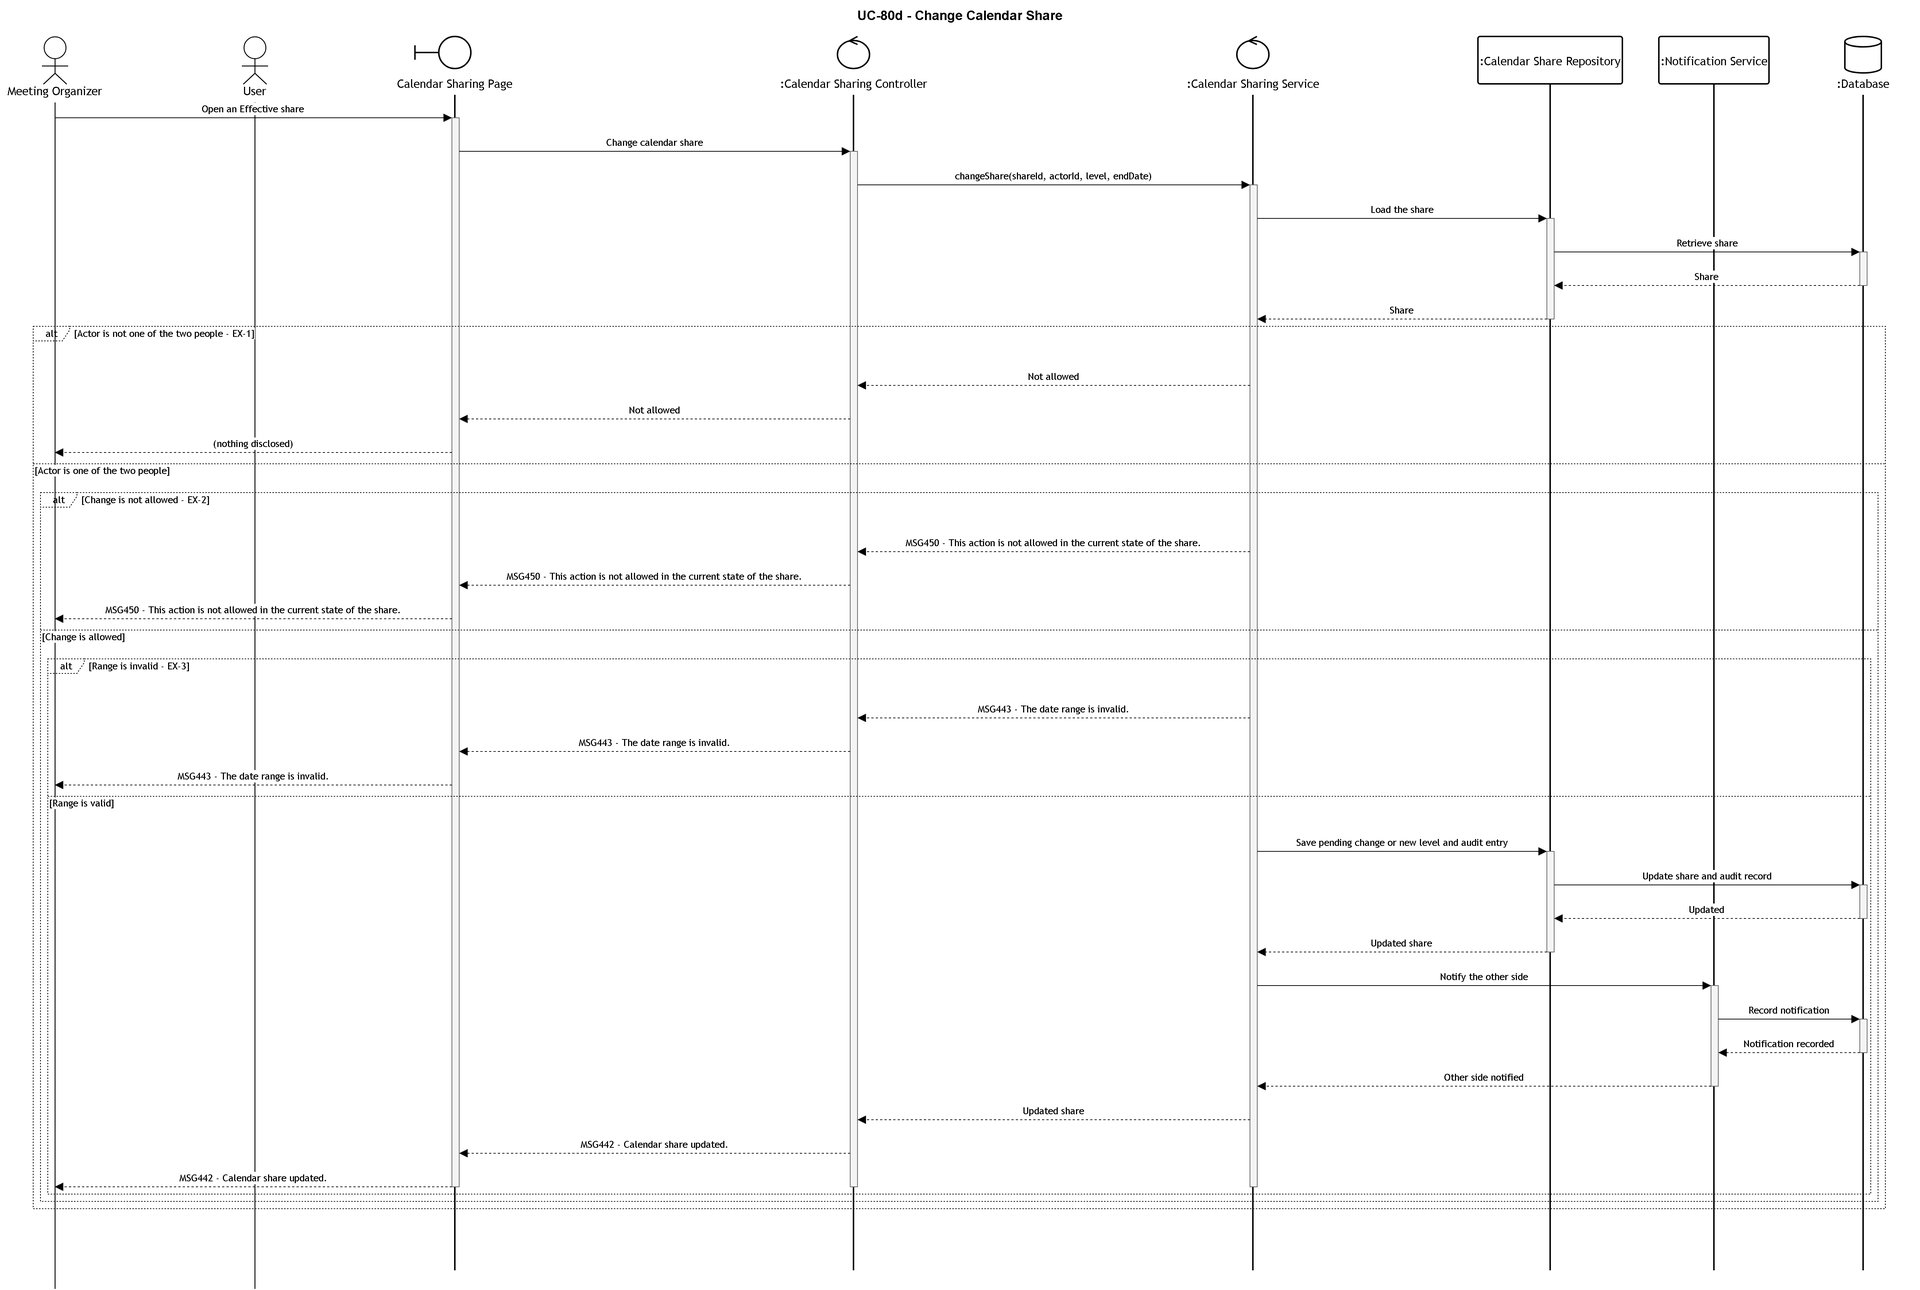 UC-80d - Change Calendar Share
Meeting Organizer
User
Calendar Sharing Page
:Calendar Sharing Controller
:Calendar Sharing Service
:Calendar Share Repository
:Notification Service
:Database
Open an Effective share
Change calendar share
changeShare(shareId, actorId, level, endDate)
Load the share
Retrieve share
Share
Share
alt [Actor is not one of the two people - EX-1]
Not allowed
Not allowed
(nothing disclosed)
[Actor is one of the two people]
alt [Change is not allowed - EX-2]
MSG450 - This action is not allowed in the current state of the share.
MSG450 - This action is not allowed in the current state of the share.
MSG450 - This action is not allowed in the current state of the share.
[Change is allowed]
alt [Range is invalid - EX-3]
MSG443 - The date range is invalid.
MSG443 - The date range is invalid.
MSG443 - The date range is invalid.
[Range is valid]
Save pending change or new level and audit entry
Update share and audit record
Updated
Updated share
Notify the other side
Record notification
Notification recorded
Other side notified
Updated share
MSG442 - Calendar share updated.
MSG442 - Calendar share updated.